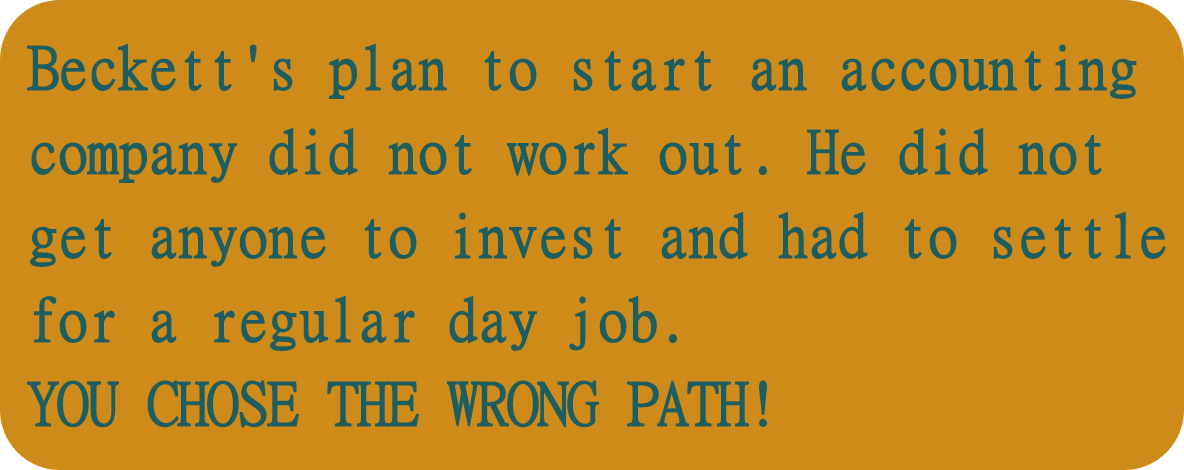 Beckett's plan to start an accounting
company did not work out. He did not
get anyone to invest and had to settle
for a regular day job.
YOU CHOSE THE WRONG PATH!